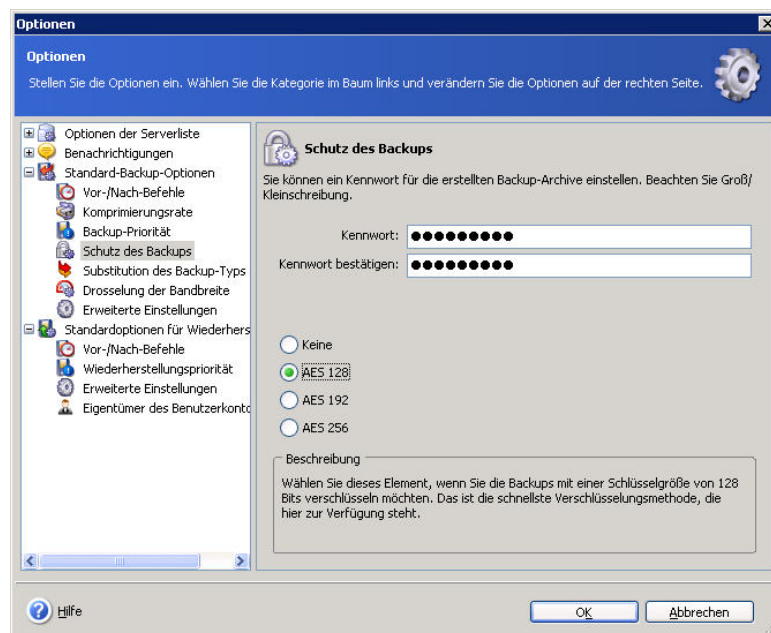 Optionen
Optionen
Stellen Sie die Optionen ein. Wählen Sie die Kategorie im Baum links und verändern Sie die Optionen auf der rechten Seite.
Optionen der Serverliste
Benachrichtigungen
Standard-Backup-Optionen
Vor-/Nach-Befehle
Komprimierungsrate
Backup-Priorität
Schutz des Backups
Substitution des Backup-Typs
Drosselung der Bandbreite
Erweiterte Einstellungen
Standardoptionen für Wiederhers
Vor-/Nach-Befehle
Wiederherstellungspriorität
Erweiterte Einstellungen
Eigentümer des Benutzerkonto
Schutz des Backups
Sie können ein Kennwort für die erstellten Backup-Archive einstellen. Beachten Sie Groß/
Kleinschreibung.
Kennwort: ●●●●●●●●●
Kennwort bestätigen: ●●●●●●●●●
Keine
AES 128
AES 192
AES 256
Beschreibung
Wählen Sie dieses Element, wenn Sie die Backups mit einer Schlüsselgröße von 128
Bits verschlüsseln möchten. Das ist die schnellste Verschlüsselungsmethode, die
hier zur Verfügung steht.
Hilfe
OK
Abbrechen